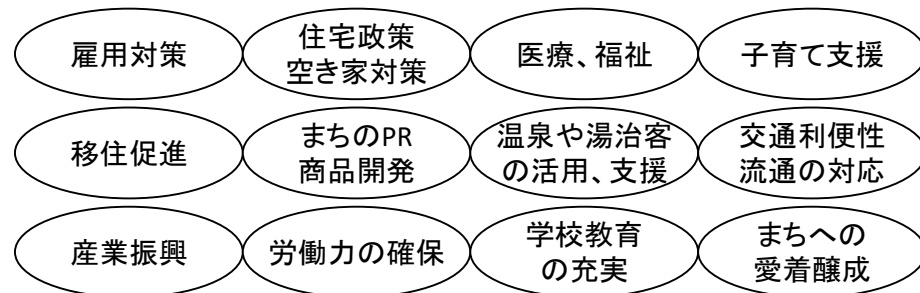 雇用対策
住宅政策
空き家対策
医療、福祉
子育て支援
移住促進
まちのPR
商品開発
温泉や湯治客
の活用、支援
交通利便性
流通の対応
産業振興
労働力の確保
学校教育
の充実
まちへの
愛着醸成